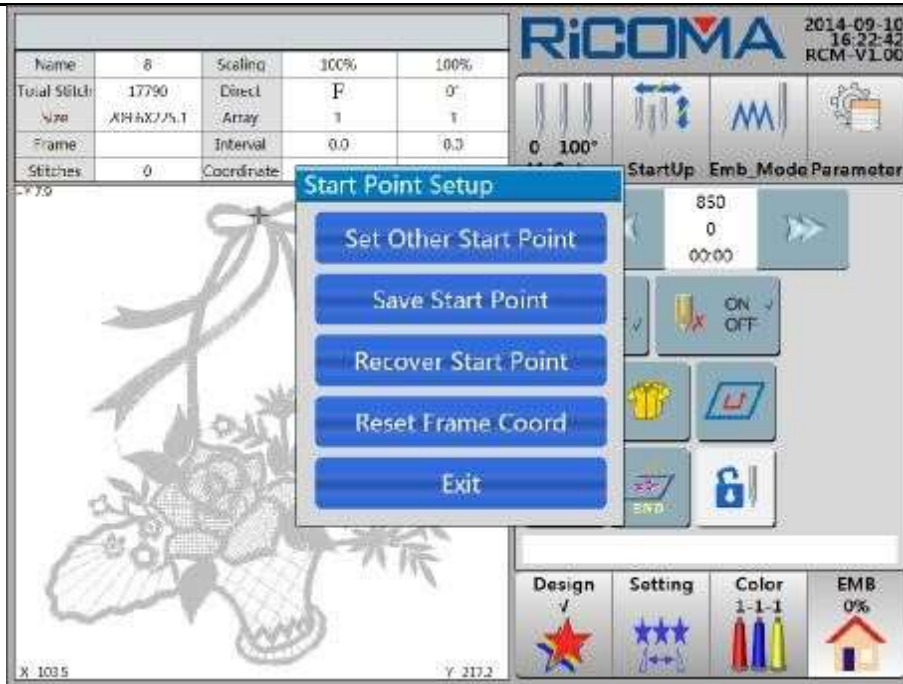 RiCOMA
2014-09-10
16:22:42
RCM-V1.00
Name 8 Scaling 100% 100%
Total Stitch 17790 Direct F 0°
Size Array 1 1
Frame Interval 0.0 0.0
Stitches 0 Coordinate
0 100°
StartUp Emb_Mode Parameter
Start Point Setup
Set Other Start Point
Save Start Point
Recover Start Point
Reset Frame Coord
Exit
850
0
00:00
ON
OFF
END
Design Setting Color EMB
1-1-1 0%
X 103.5 Y 217.2